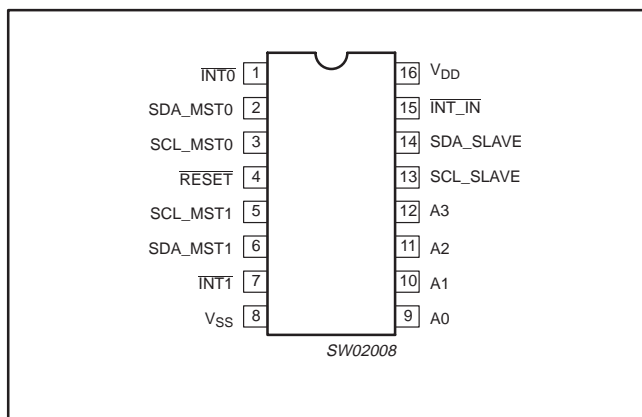 INT0 1 16 VDD
SDA_MST0 2 15 INT_IN
SCL_MST0 3 14 SDA_SLAVE
RESET 4 13 SCL_SLAVE
SCL_MST1 5 12 A3
SDA_MST1 6 11 A2
INT1 7 10 A1
VSS 8 9 A0
SW02008